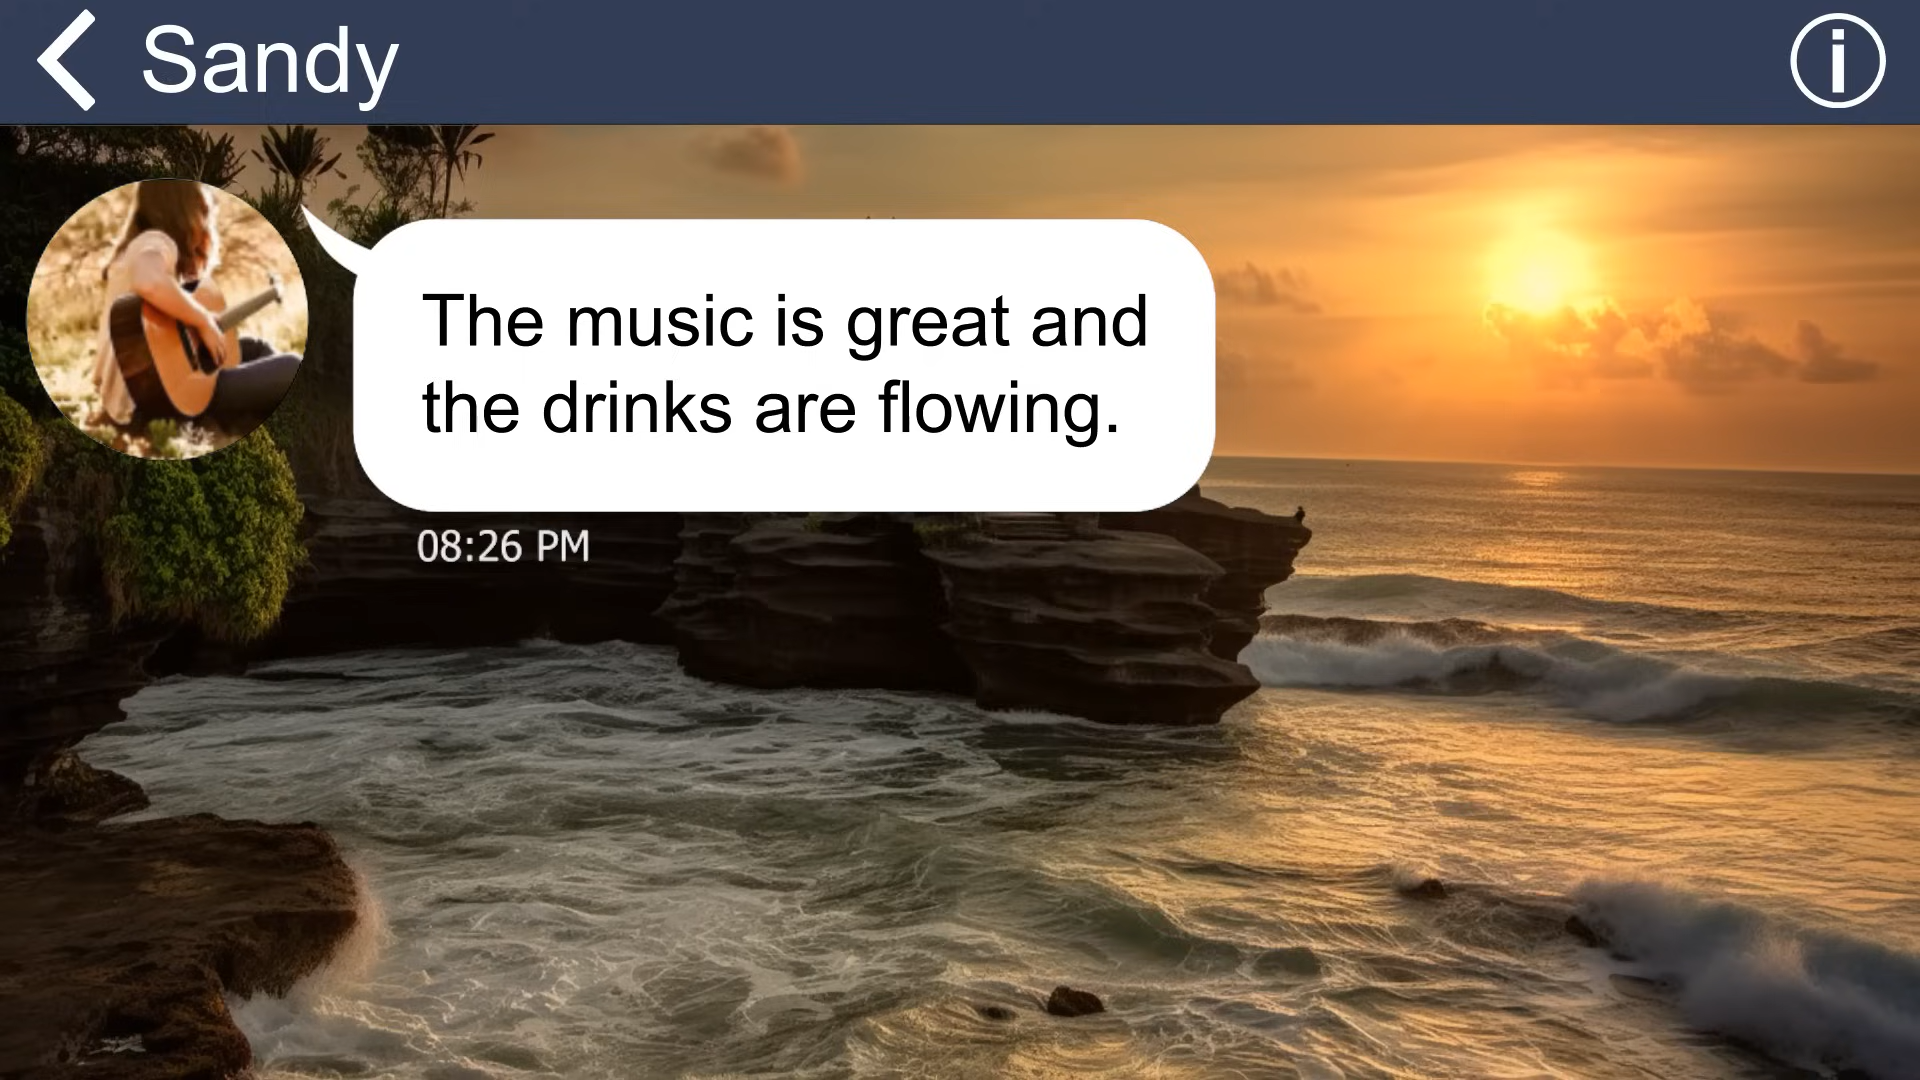 Sandy
The music is great and
the drinks are flowing.
08:26 PM